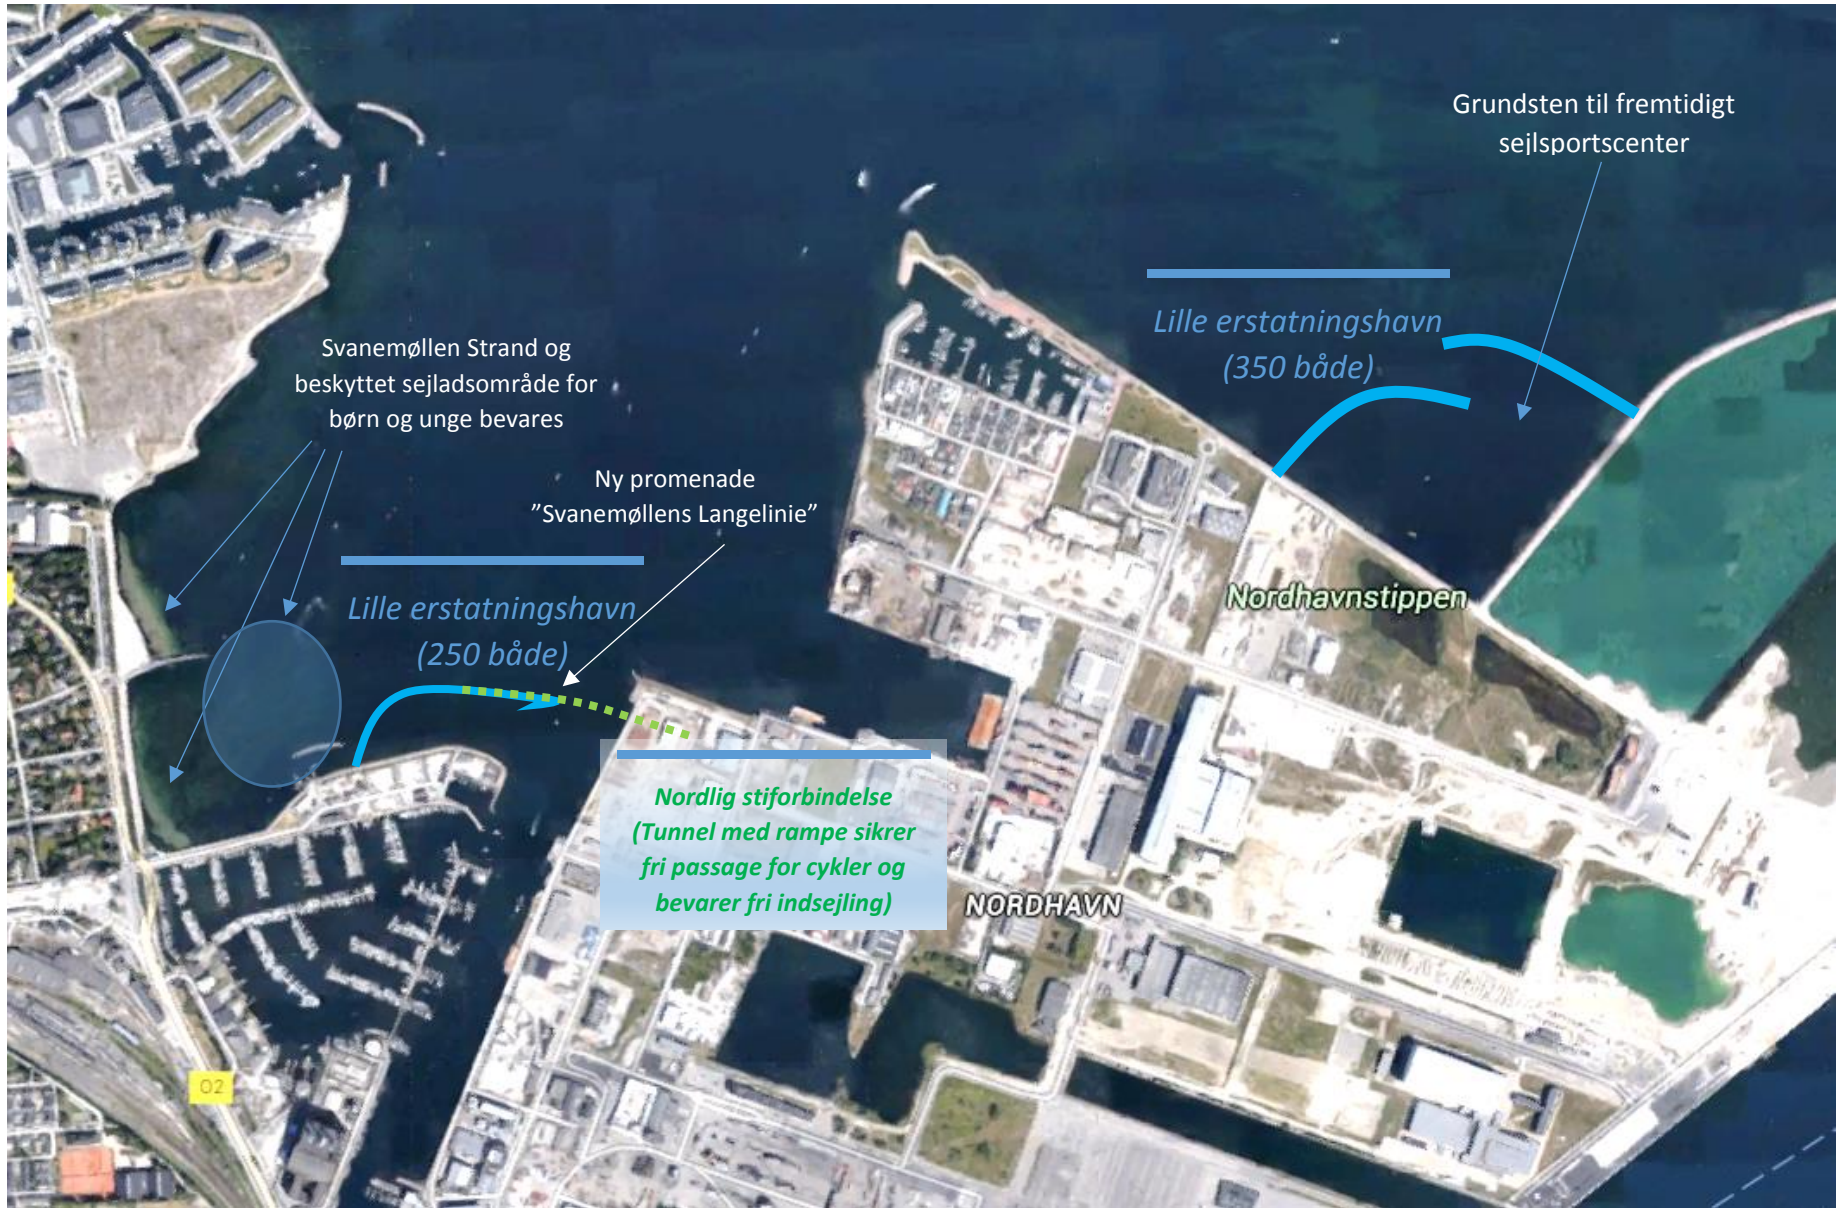 Grundsten til fremtidigt
sejlsportscenter
Lille erstatningshavn
(350 både)
Svanemøllen Strand og
beskyttet sejladsområde for
børn og unge bevares
Ny promenade
”Svanemøllens Langelinie”
Lille erstatningshavn
(250 både)
Nordhavnstippen
Nordlig stiforbindelse
(Tunnel med rampe sikrer
fri passage for cykler og
bevarer fri indsejling)
NORDHAVN
O2